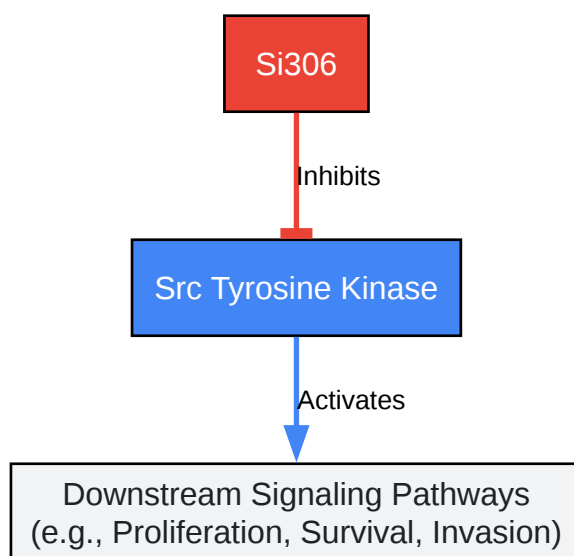 Si306
Inhibits
Src Tyrosine Kinase
Activates
Downstream Signaling Pathways
(e.g., Proliferation, Survival, Invasion)